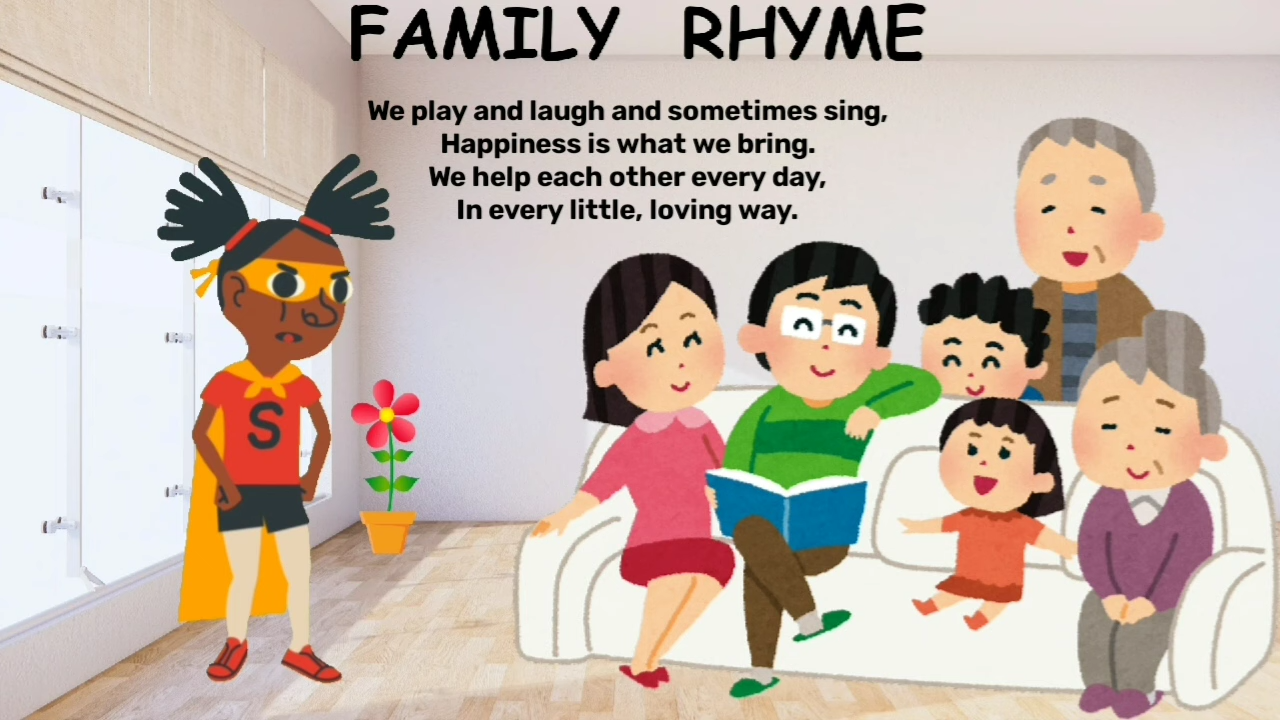 FAMILY RHYME
We play and laugh and sometimes sing,
Happiness is what we bring.
We help each other every day,
In every little, loving way.
S